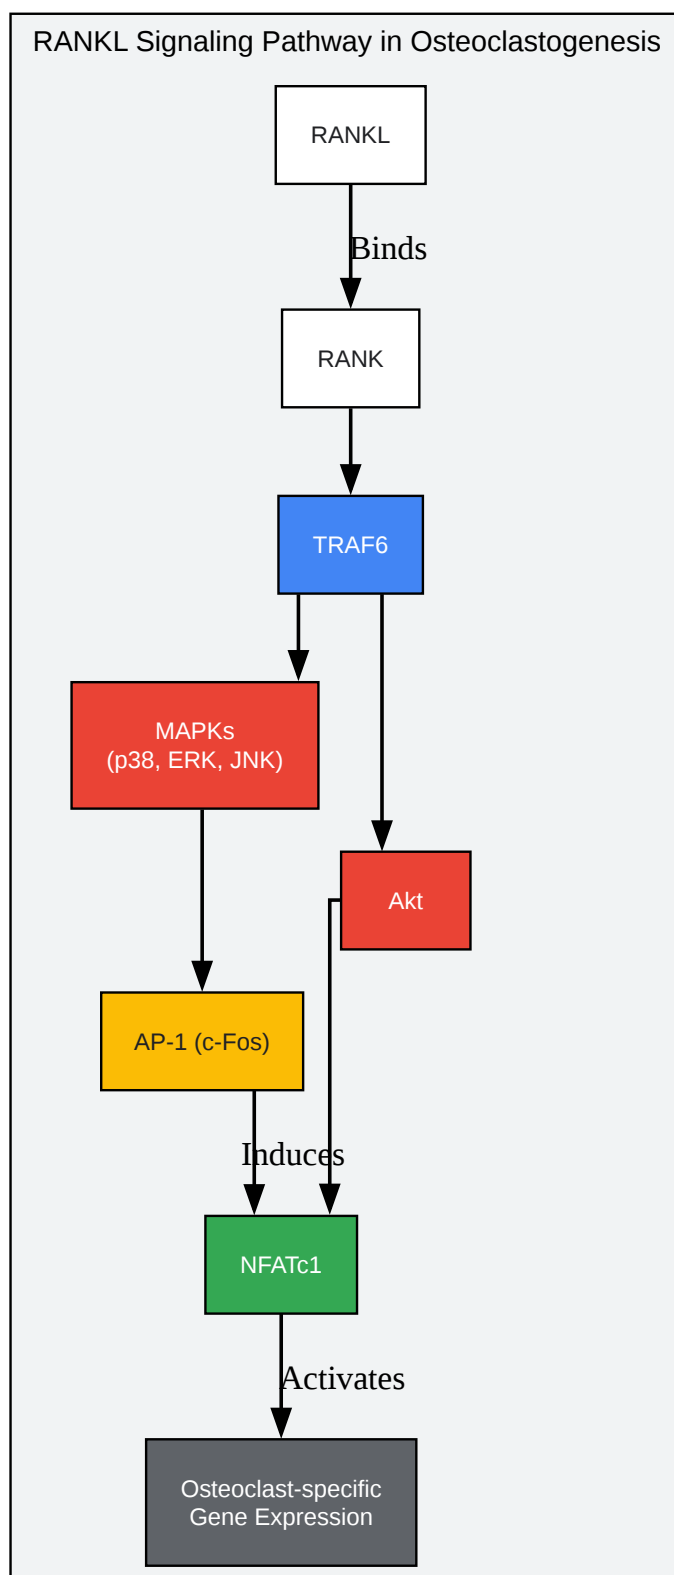 RANKL Signaling Pathway in Osteoclastogenesis
RANKL
Binds
RANK
TRAF6
MAPKs
(p38, ERK, JNK)
Akt
AP-1 (c-Fos)
Induces
NFATc1
Activates
Osteoclast-specific
Gene Expression